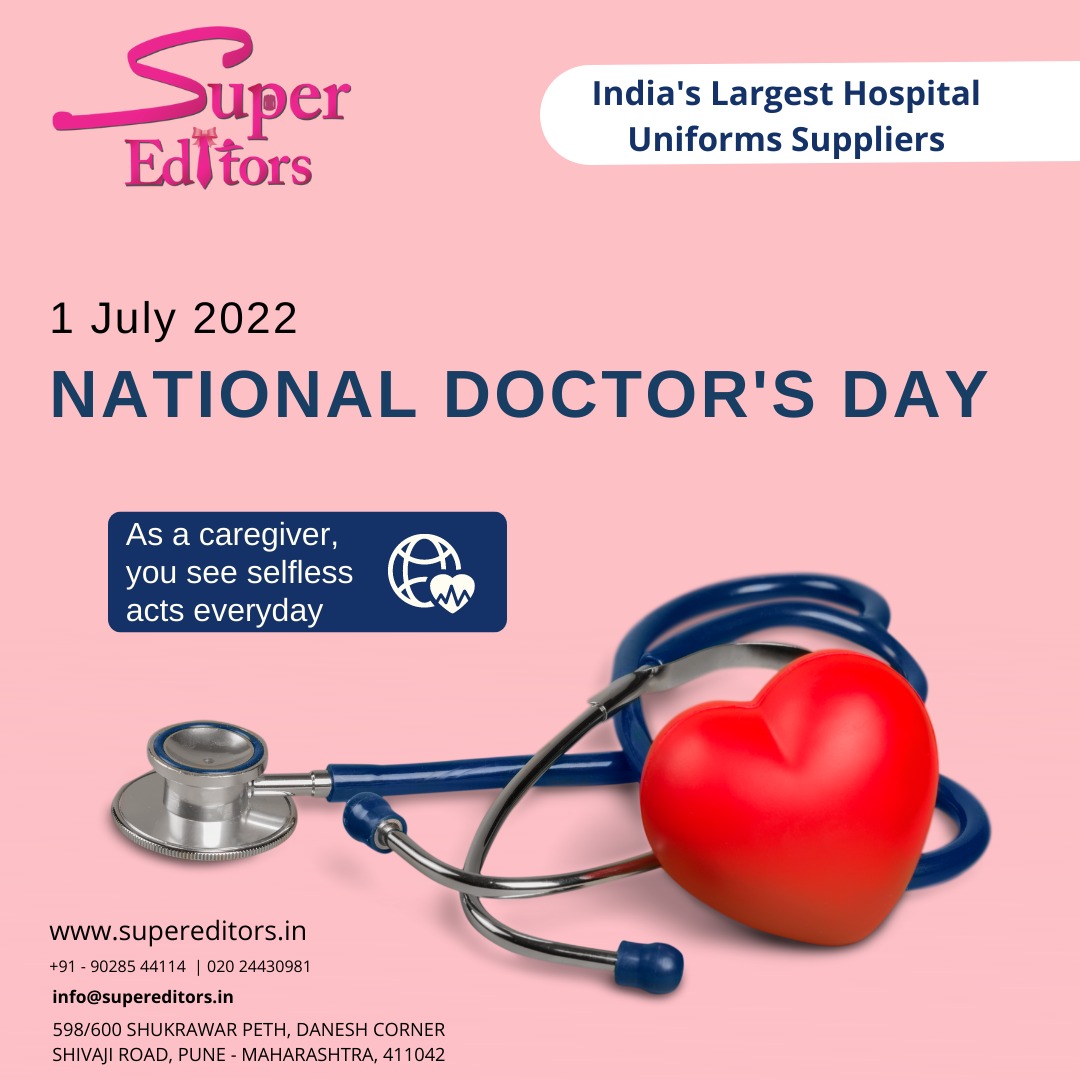 Super
Editors
India's Largest Hospital
Uniforms Suppliers
1 July 2022
NATIONAL DOCTOR'S DAY
As a caregiver,
you see selfless
acts everyday
www.supereditors.in
+91 - 90285 44114 | 020 24430981
info@supereditors.in
598/600 SHUKRAWAR PETH, DANESH CORNER
SHIVAJI ROAD, PUNE - MAHARASHTRA, 411042